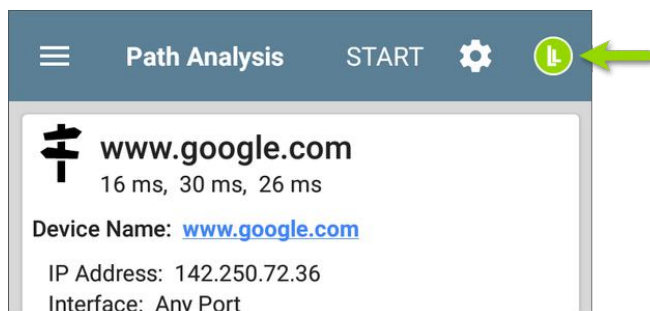 Path Analysis START
www.google.com
16 ms, 30 ms, 26 ms
Device Name: www.google.com
IP Address: 142.250.72.36
Interface: Any Port